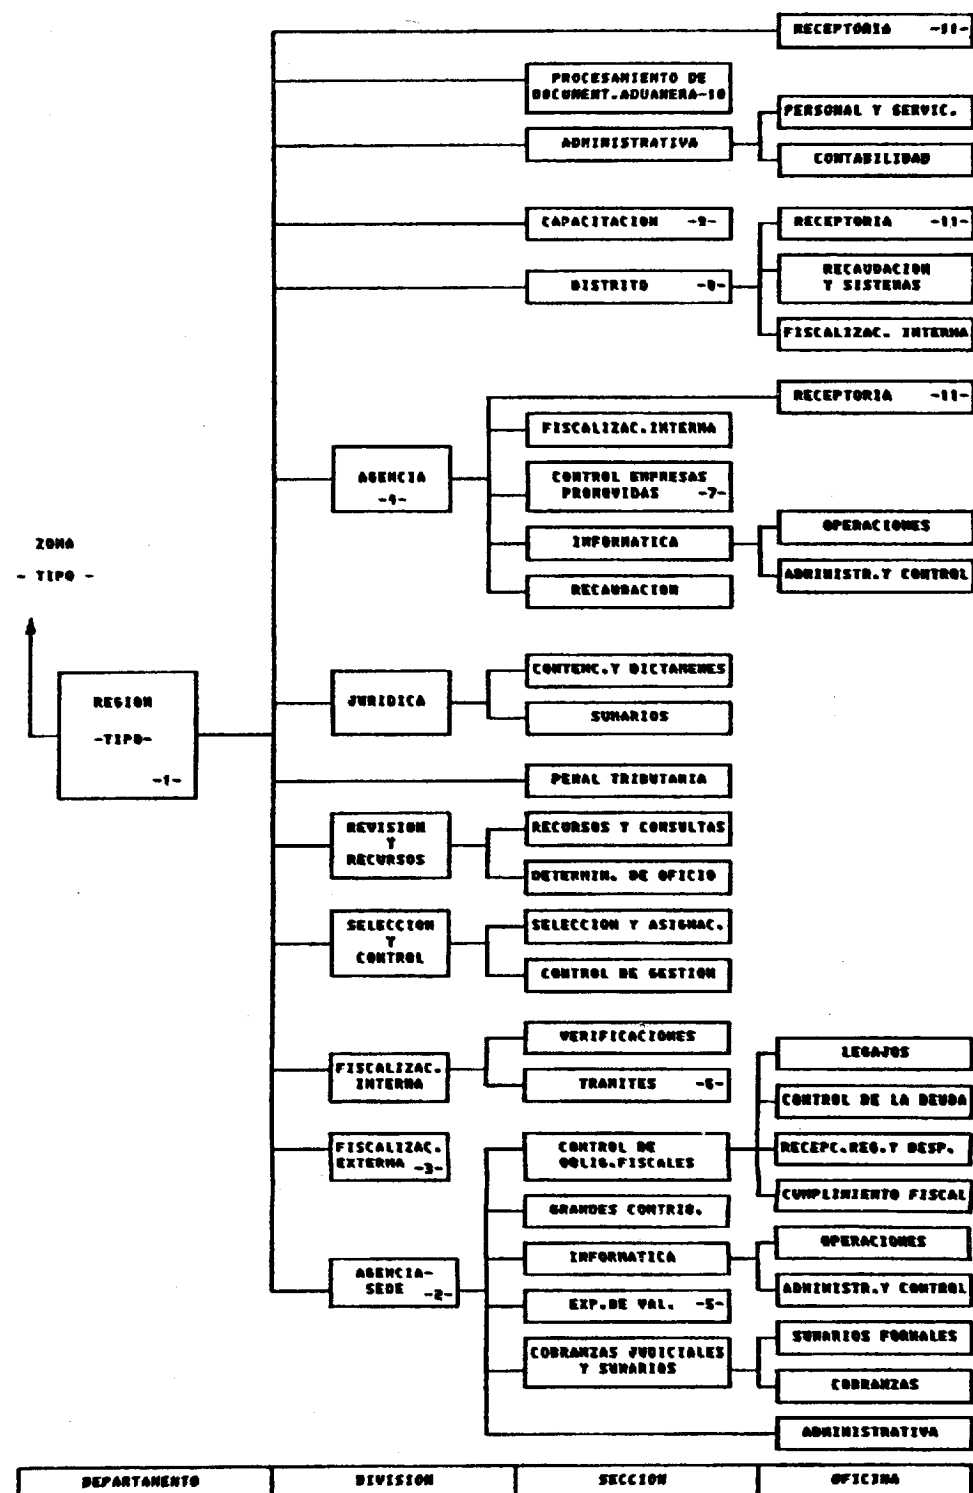 RECEPTORIA -11-
PROCESAMIENTO DE
DOCUMENT.ADUANERA-10
PERSONAL Y SERVIC.
ADMINISTRATIVA
CONTABILIDAD
CAPACITACION -9-
RECEPTORIA -11-
RECAUDACION
Y SISTEMAS
DISTRITO -8-
FISCALIZAC. INTERNA
RECEPTORIA -11-
FISCALIZAC.INTERNA
AGENCIA
-4-
CONTROL EMPRESAS
PROMOVIDAS -7-
OPERACIONES
INFORMATICA
ADMINISTR.Y CONTROL
RECAUDACION
ZONA
- TIPO -
REGION
-TIPO-
-1-
JURIDICA
CONTENC.Y DICTAMENES
SUMARIOS
PENAL TRIBUTARIA
REVISION
Y
RECURSOS
RECURSOS Y CONSULTAS
DETERMIN. DE OFICIO
SELECCION
Y
CONTROL
SELECCION Y ASIGNAC.
CONTROL DE GESTION
FISCALIZAC.
INTERNA
VERIFICACIONES
TRAMITES -6-
FISCALIZAC.
EXTERNA -3-
LEGAJOS
CONTROL DE LA DEUDA
CONTROL DE
OBLIG.FISCALES
RECEPC.REG.Y DESP.
CUMPLIMIENTO FISCAL
GRANDES CONTRIB.
AGENCIA-
SEDE -2-
INFORMATICA
OPERACIONES
ADMINISTR.Y CONTROL
EXP.DE VAL. -5-
COBRANZAS JUDICIALES
Y SUMARIOS
SUMARIOS FORMALES
COBRANZAS
ADMINISTRATIVA
DEPARTAMENTO DIVISION SECCION OFICINA